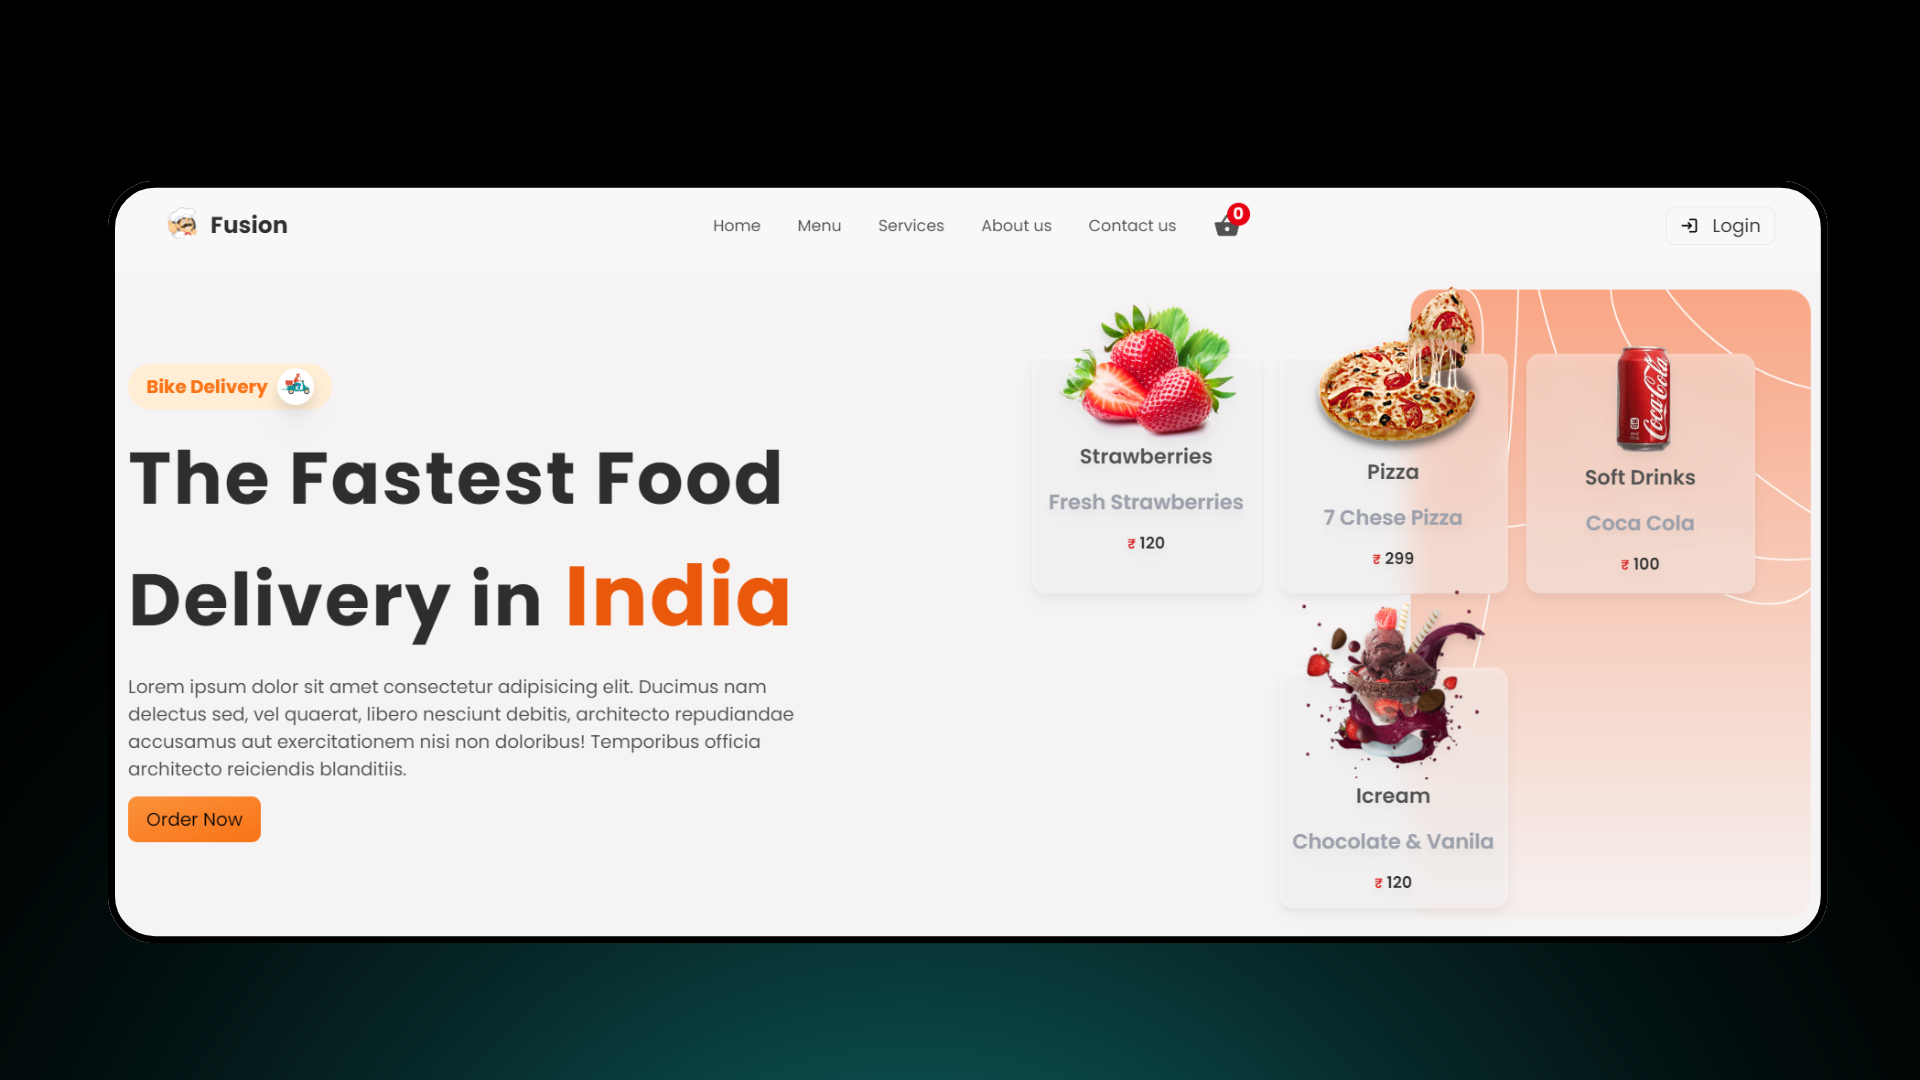 Fusion
Home
Menu
Services
About us
Contact us
0
Login
Bike Delivery
The Fastest Food
Delivery in India
Lorem ipsum dolor sit amet consectetur adipisicing elit. Ducimus nam
delectus sed, vel quaerat, libero nesciunt debitis, architecto repudiandae
accusamus aut exercitationem nisi non doloribus! Temporibus officia
architecto reiciendis blanditiis.
Order Now
Strawberries
Fresh Strawberries
₹ 120
Pizza
7 Chese Pizza
₹ 299
Coca-Cola
Soft Drinks
Coca Cola
₹ 100
Icream
Chocolate & Vanila
₹ 120